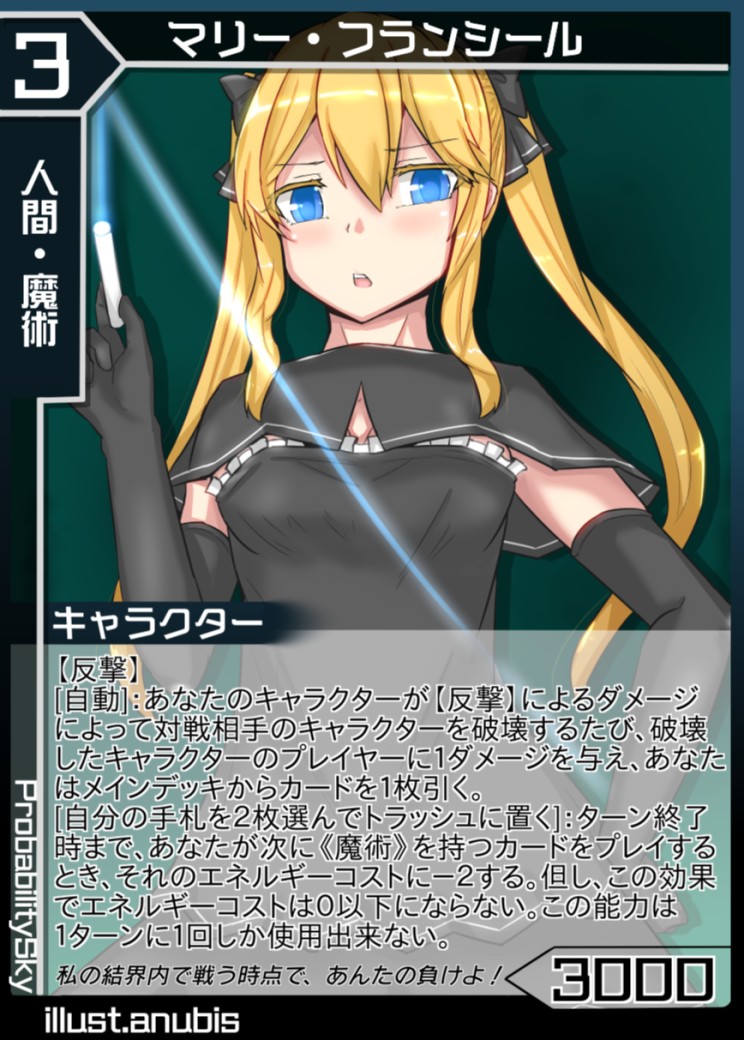 3
マリー・フランシール
人間・魔術
キャラクター
【反撃】
[自動]:あなたのキャラクターが【反撃】によるダメージ
によって対戦相手のキャラクターを破壊するたび、破壊
したキャラクターのプレイヤーに1ダメージを与え、あなた
はメインデッキからカードを1枚引く。
[自分の手札を2枚選んでトラッシュに置く]:ターン終了
時まで、あなたが次に《魔術》を持つカードをプレイする
とき、それのエネルギーコストに-2する。但し、この効果
でエネルギーコストは0以下にならない。この能力は
1ターンに1回しか使用出来ない。
私の結界内で戦う時点で、あんたの負けよ!
3000
ProbabilitySky
illust.anubis